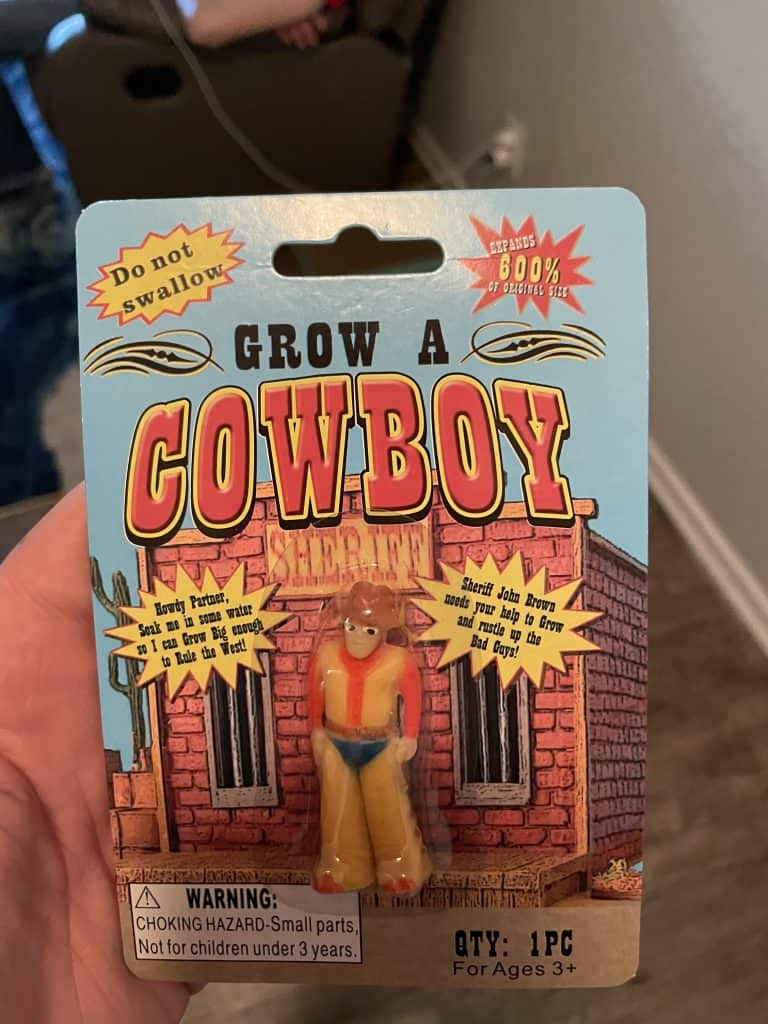 Do not
swallow
EXPANDS
600%
OF ORIGINAL SIZE
GROW A
COWBOY
SHERIFF
Howdy Partner,
Soak me in some water
so I can Grow Big enough
to Rule the West!
Sheriff John Brown
needs your help to Grow
and rustle up the
Bad Guys!
WARNING:
CHOKING HAZARD-Small parts,
Not for children under 3 years.
QTY: 1PC
For Ages 3+